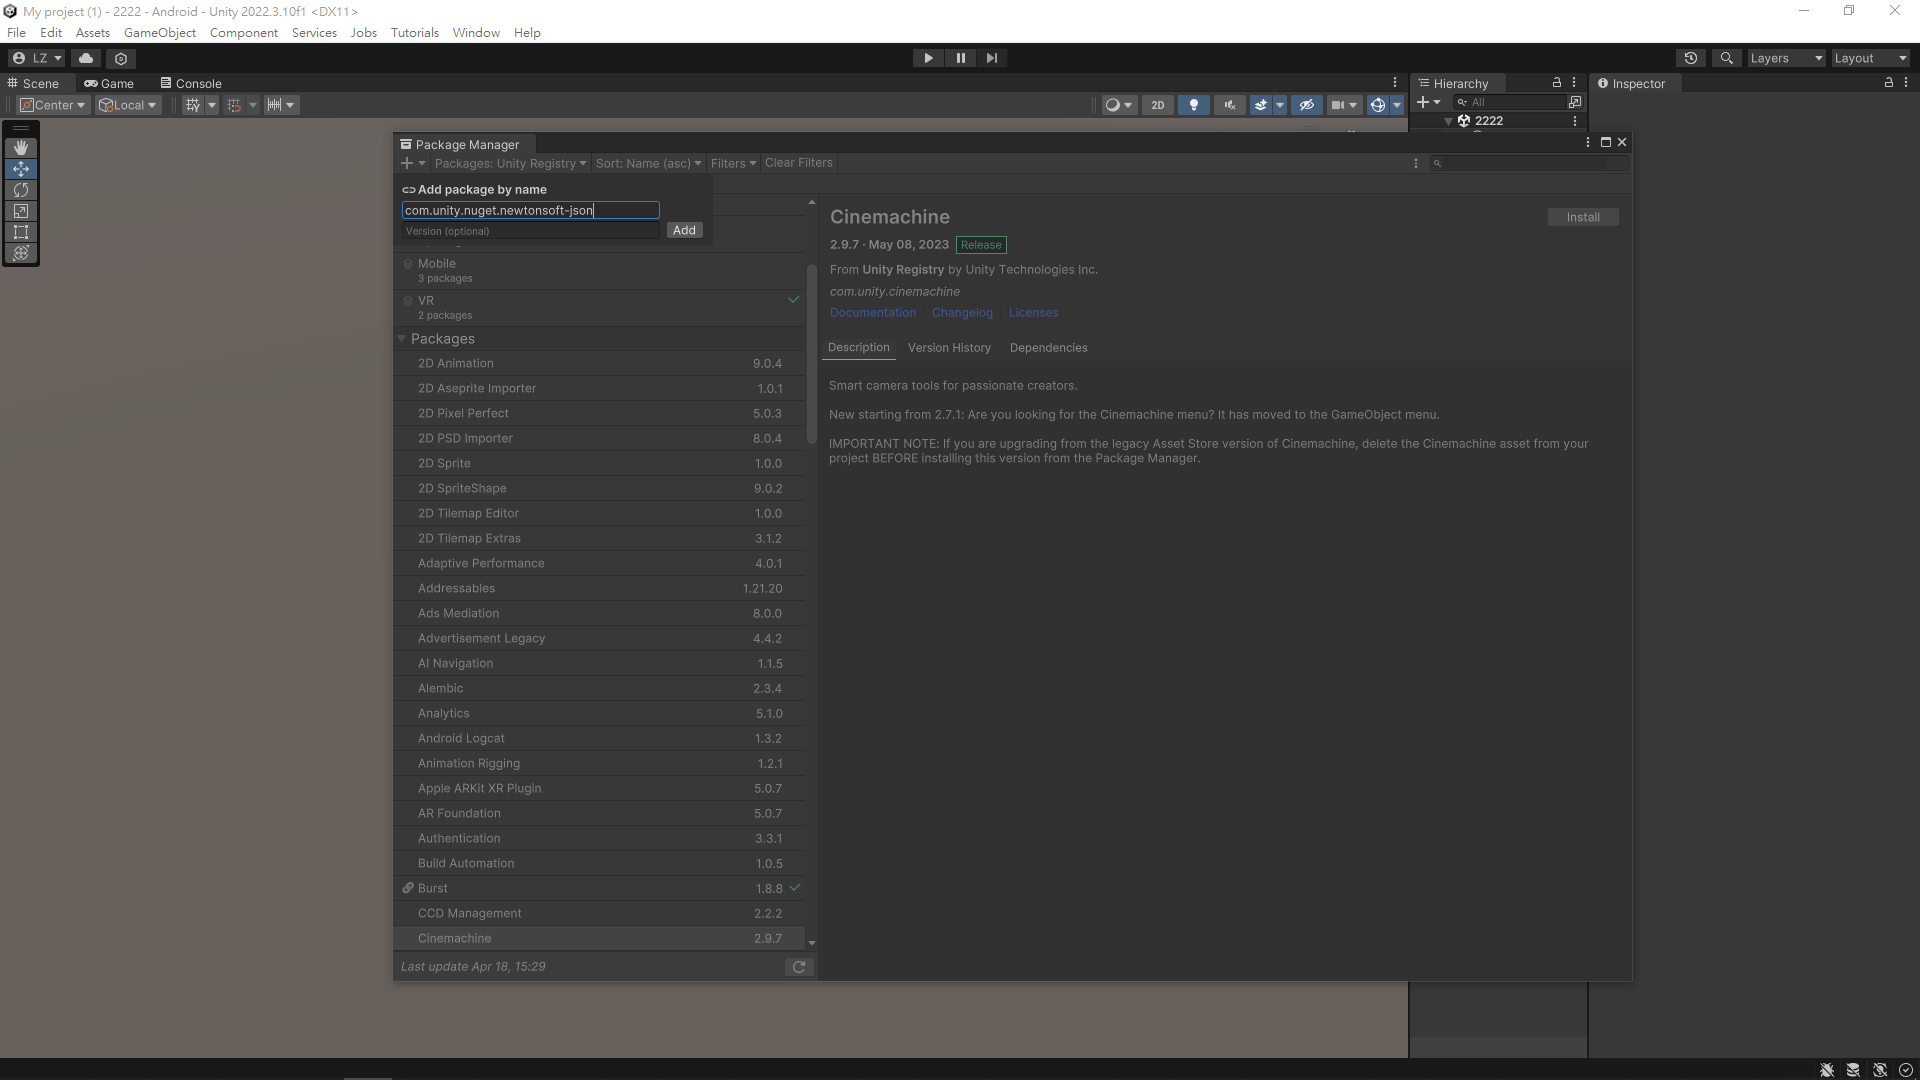 My project (1) - 2222 - Android - Unity 2022.3.10f1 <DX11>
File Edit Assets GameObject Component Services Jobs Tutorials Window Help
LZ
Layers
Layout
Scene
Game
Console
Hierarchy
Inspector
Center
Local
2D
All
2222
Package Manager
Packages: Unity Registry
Sort: Name (asc)
Filters
Clear Filters
Add package by name
com.unity.nuget.newtonsoft-json
Version (optional)
Add
Mobile
3 packages
VR
2 packages
Packages
2D Animation 9.0.4
2D Aseprite Importer 1.0.1
2D Pixel Perfect 5.0.3
2D PSD Importer 8.0.4
2D Sprite 1.0.0
2D SpriteShape 9.0.2
2D Tilemap Editor 1.0.0
2D Tilemap Extras 3.1.2
Adaptive Performance 4.0.1
Addressables 1.21.20
Ads Mediation 8.0.0
Advertisement Legacy 4.4.2
AI Navigation 1.1.5
Alembic 2.3.4
Analytics 5.1.0
Android Logcat 1.3.2
Animation Rigging 1.2.1
Apple ARKit XR Plugin 5.0.7
AR Foundation 5.0.7
Authentication 3.3.1
Build Automation 1.0.5
Burst 1.8.8
CCD Management 2.2.2
Cinemachine 2.9.7
Last update Apr 18, 15:29
Cinemachine
Install
2.9.7 · May 08, 2023 Release
From Unity Registry by Unity Technologies Inc.
com.unity.cinemachine
Documentation Changelog Licenses
Description Version History Dependencies
Smart camera tools for passionate creators.
New starting from 2.7.1: Are you looking for the Cinemachine menu? It has moved to the GameObject menu.
IMPORTANT NOTE: If you are upgrading from the legacy Asset Store version of Cinemachine, delete the Cinemachine asset from your
project BEFORE installing this version from the Package Manager.